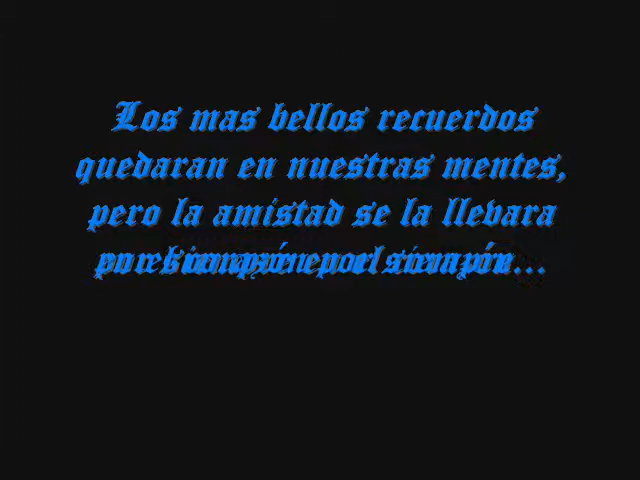 Los mas bellos recuerdos
quedaran en nuestras mentes,
pero la amistad se la llevara